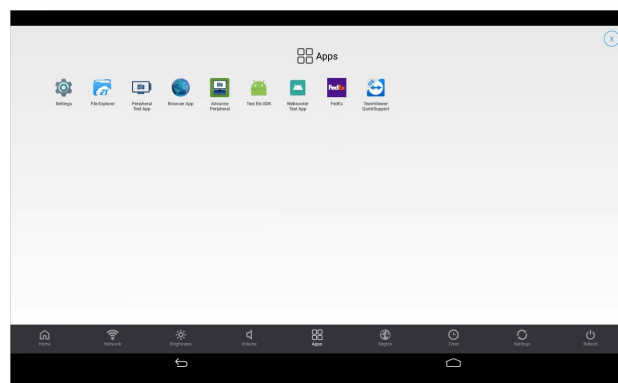 X
Apps
Settings
File Explorer
Peripheral
Test App
Browser App
Advance
Peripheral
Test Elo SDK
Websocket
Test App
FedEx
FedEx
TeamViewer
QuickSupport
Home
Network
Brightness
Volume
Apps
Region
Timer
Settings
Reboot